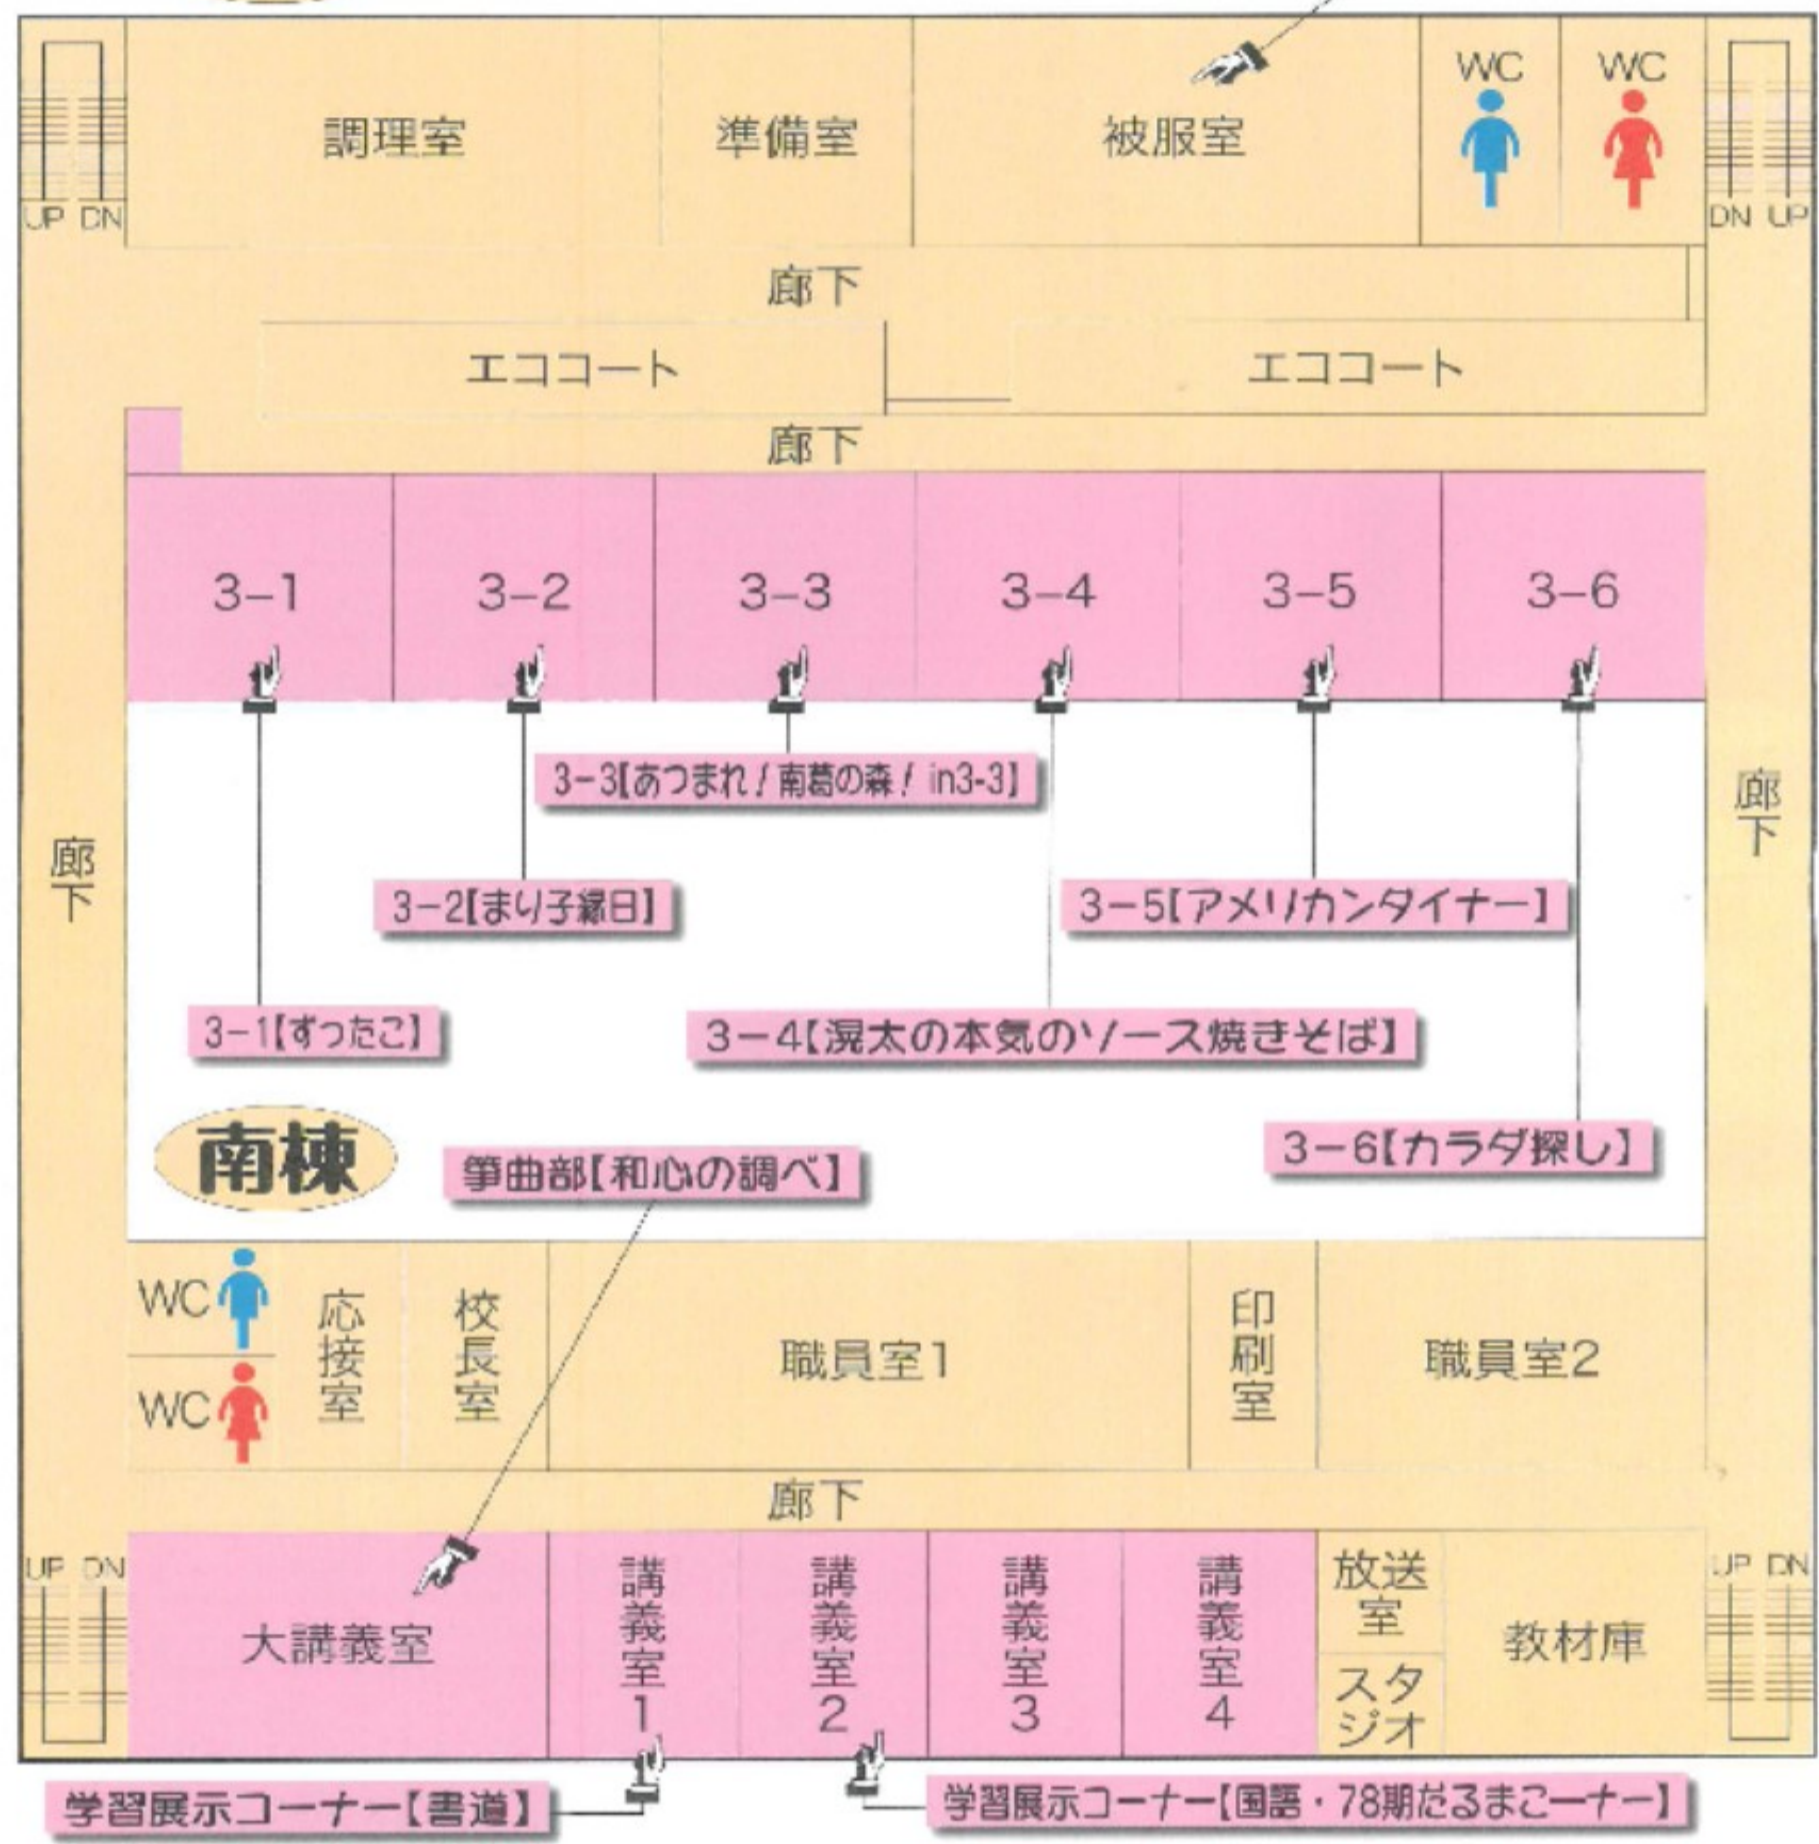 調理室 準備室 被服室 WC WC
UP DN
DN UP
廊下
エココート エココート
廊下
3-1 3-2 3-3 3-4 3-5 3-6
3-3【あつまれ！南葛の森！in3-3】
廊下
廊下
3-2【まり子縁日】
3-5【アメリカンダイナー】
3-1【ずったこ】
3-4【滉太の本気のソース焼きそば】
3-6【カラダ探し】
南棟
箏曲部【和心の調べ】
WC
WC
応接室
校長室
職員室1
印刷室
職員室2
廊下
UP DN
大講義室
講義室1
講義室2
講義室3
講義室4
放送室
スタジオ
教材庫
UP DN
学習展示コーナー【書道】
学習展示コーナー【国語・78期だるまこーナー】